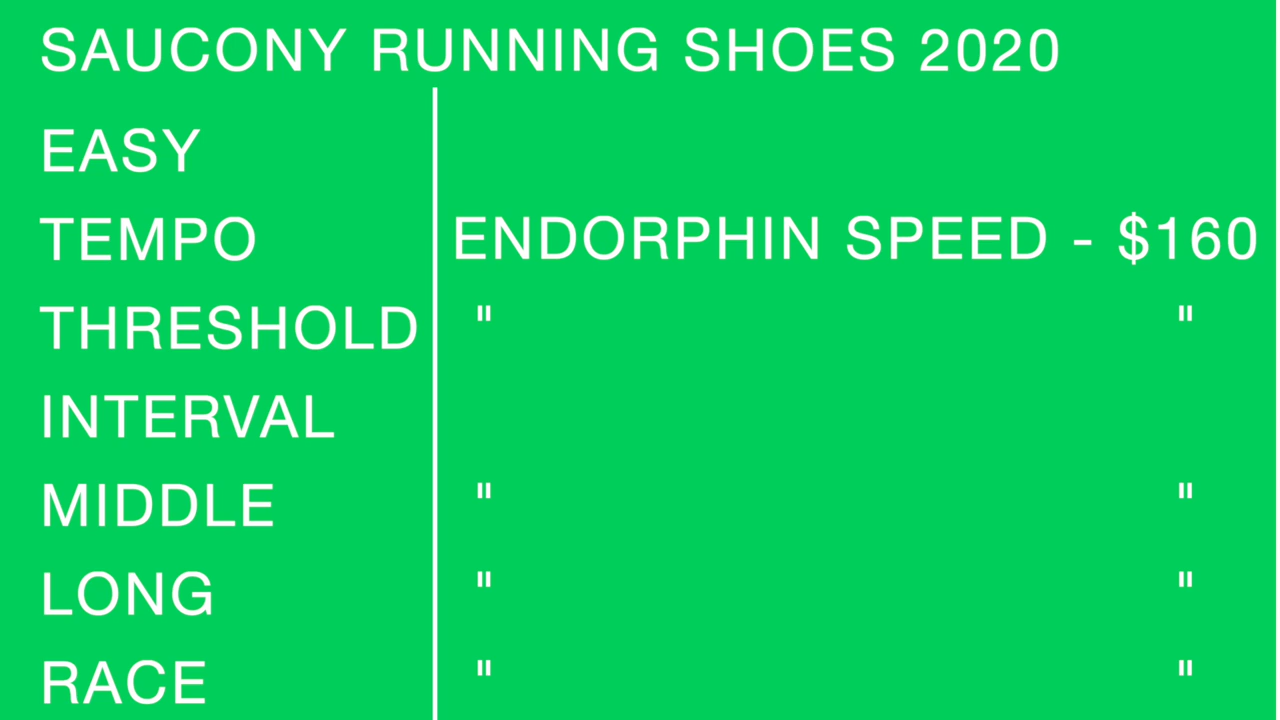 SAUCONY RUNNING SHOES 2020
EASY
TEMPO ENDORPHIN SPEED - $160
THRESHOLD " "
INTERVAL
MIDDLE " "
LONG " "
RACE " "